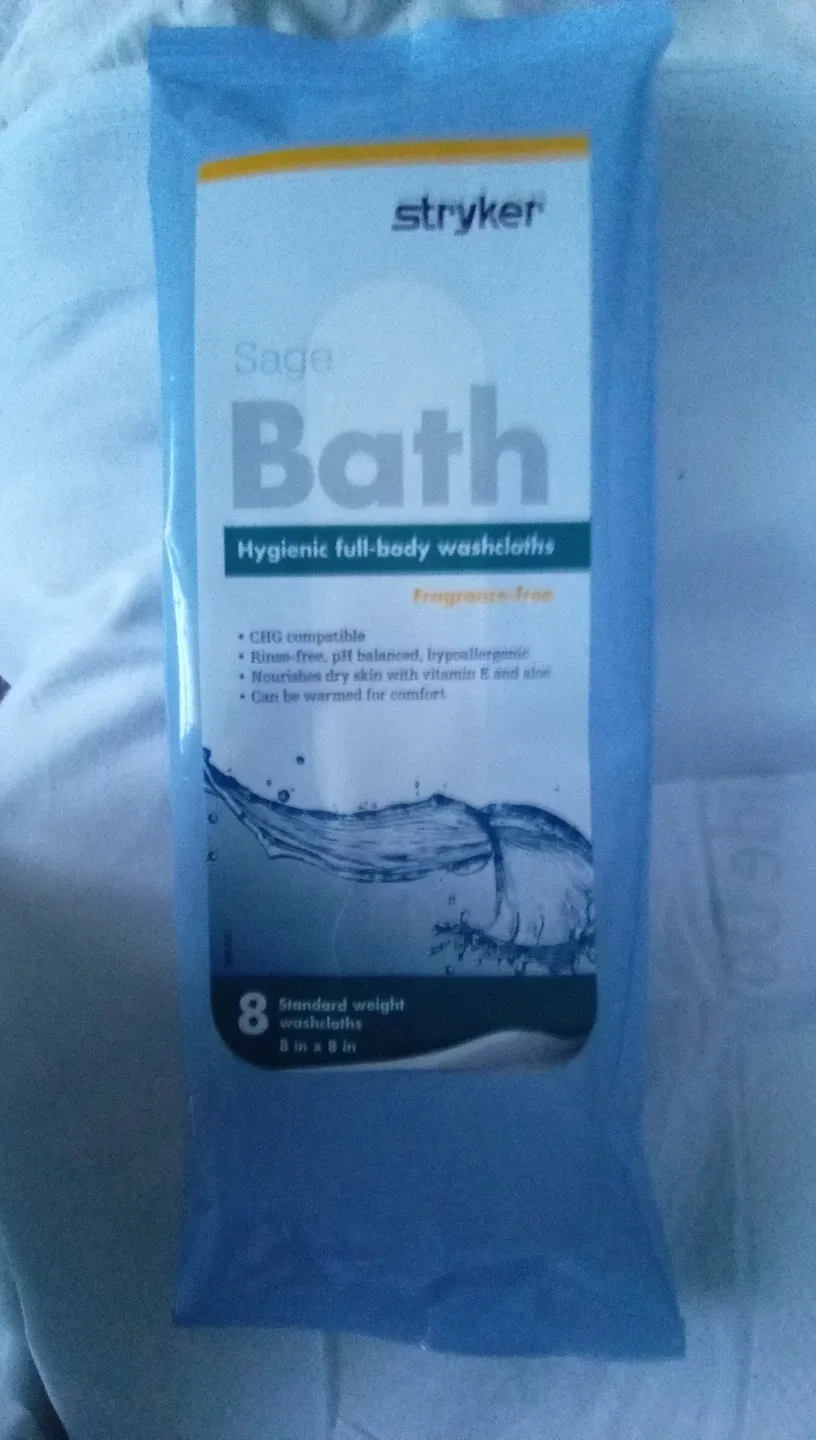 stryker
Sage
Bath
Hygienic full-body washcloths
Fragrance-free
• CHG compatible
• Rinse-free, pH balanced, hypoallergenic
• Nourishes dry skin with vitamin E and aloe
• Can be warmed for comfort
8 Standard weight
washcloths
8 in x 8 in